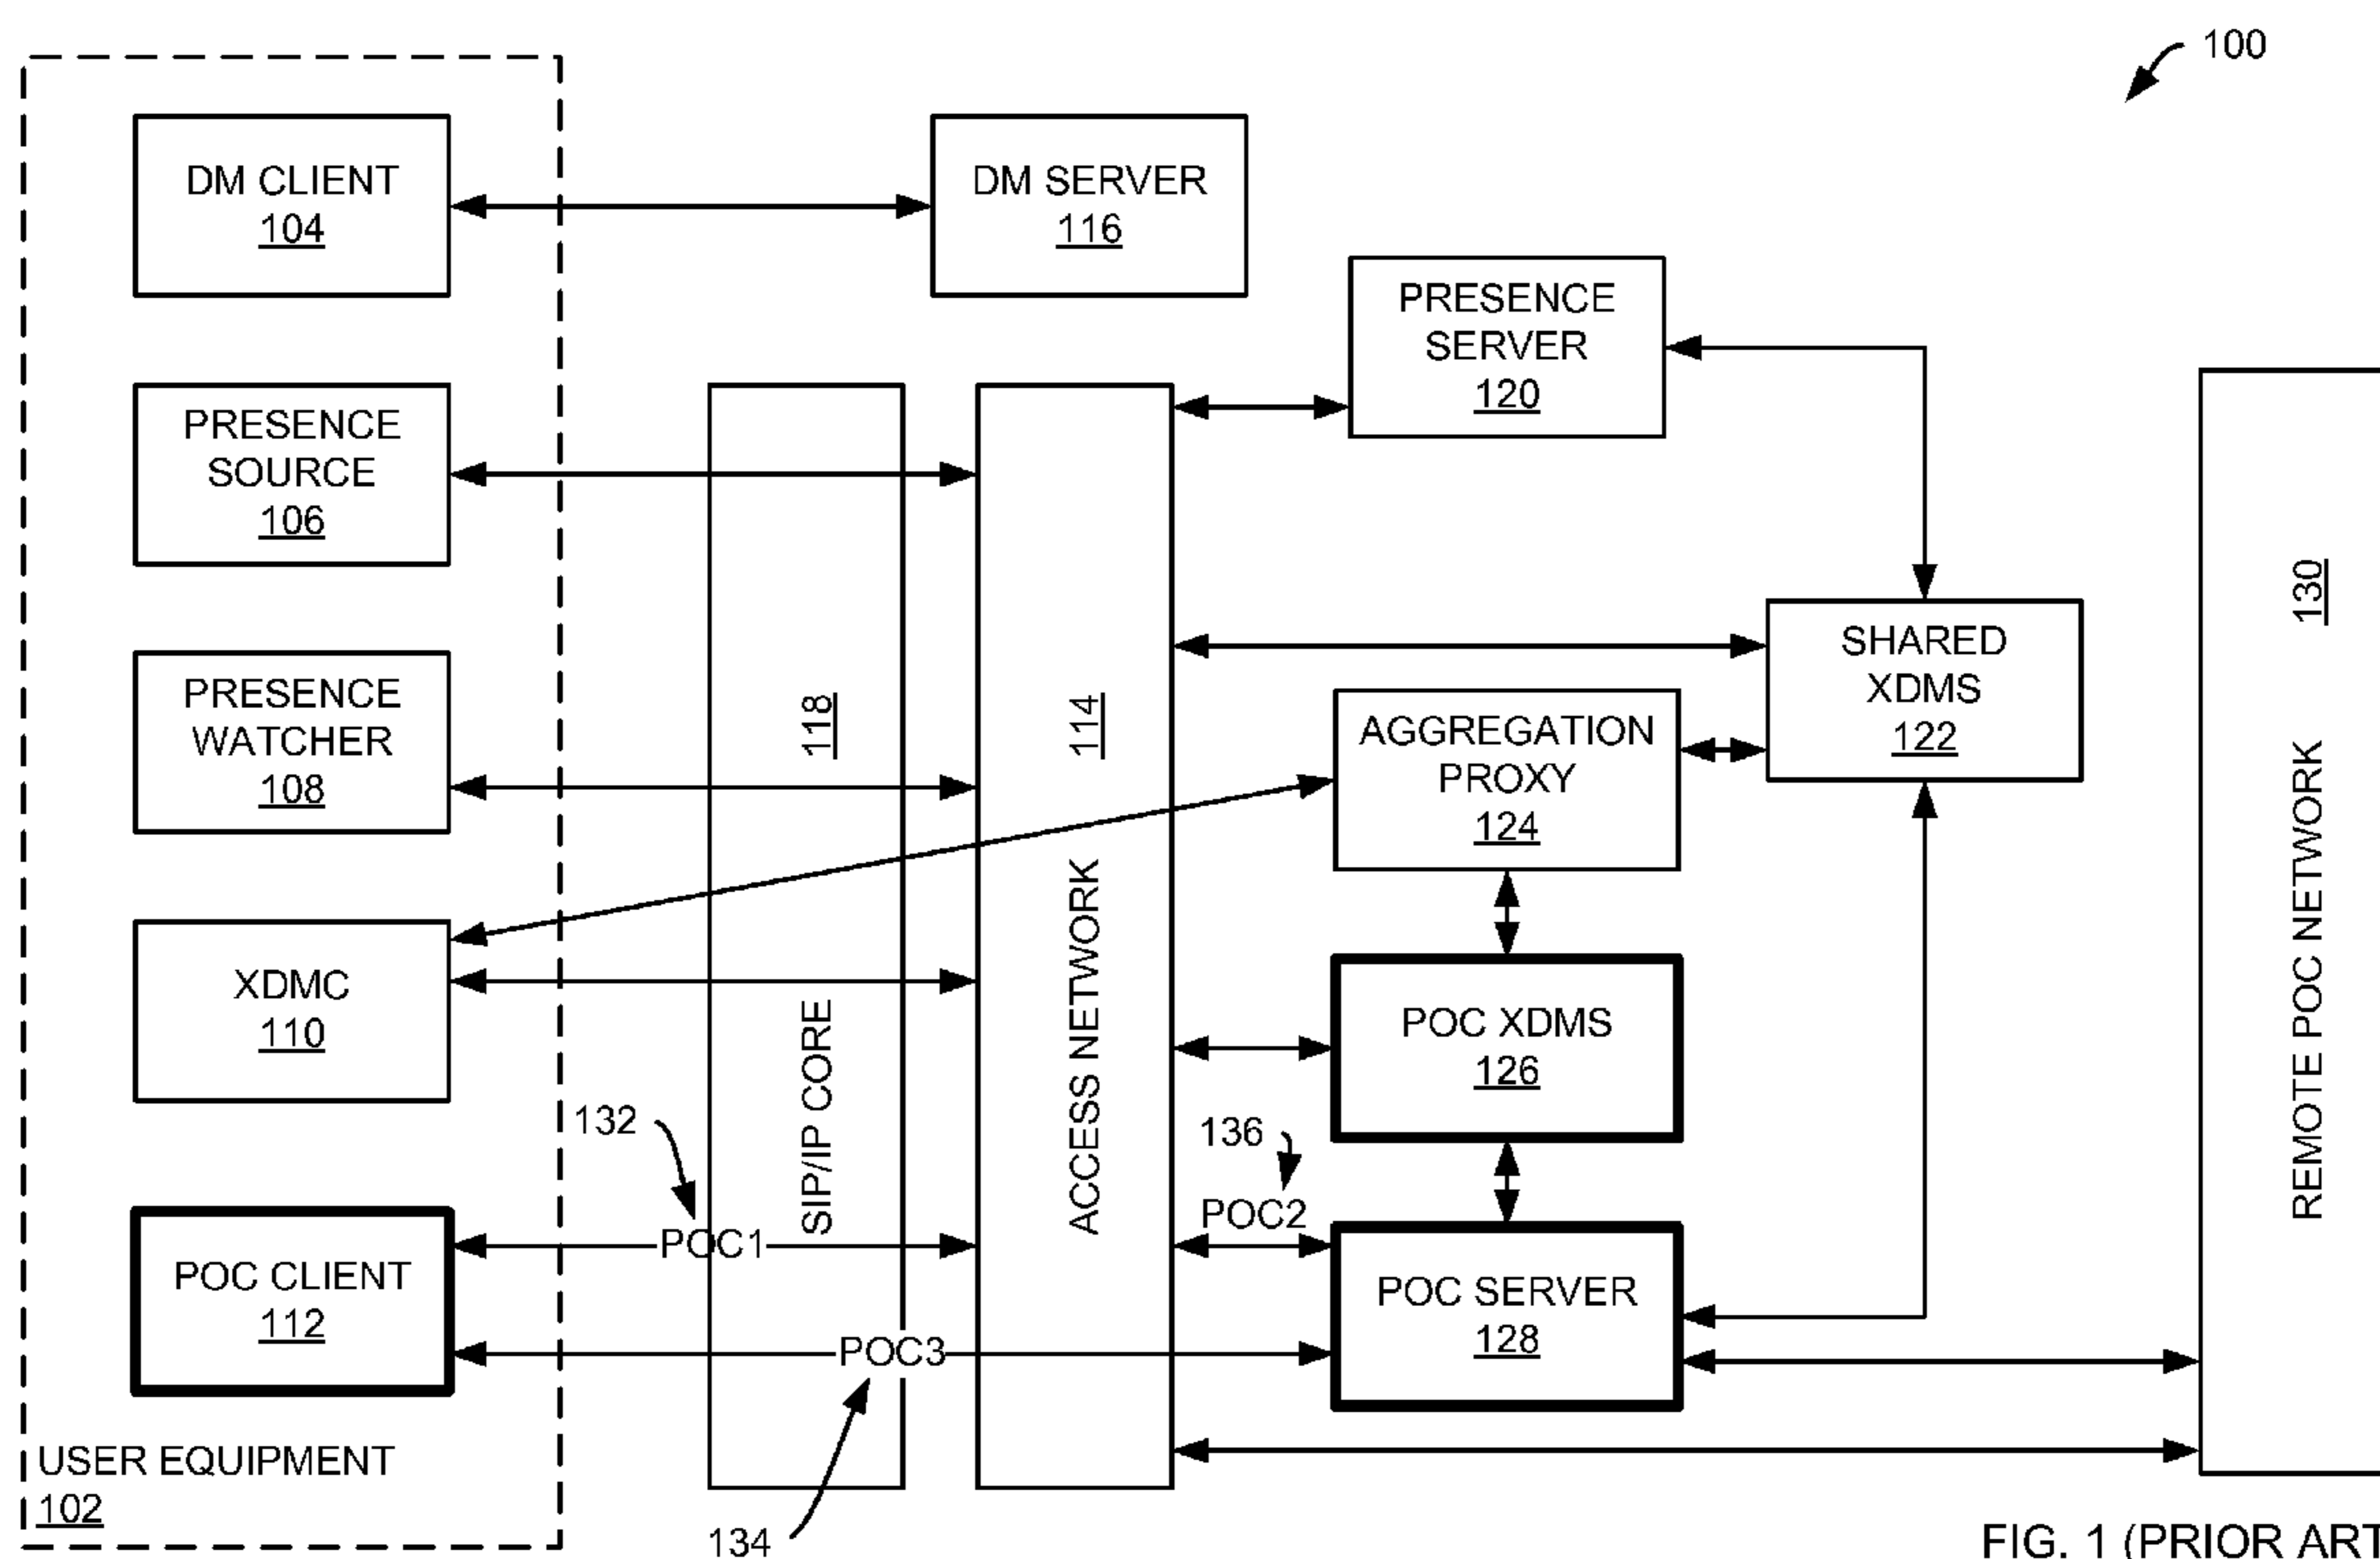 100
DM CLIENT
104
DM SERVER
116
PRESENCE
SERVER
120
PRESENCE
SOURCE
106
PRESENCE
WATCHER
108
118
SIP/IP CORE
114
ACCESS NETWORK
SHARED
XDMS
122
AGGREGATION
PROXY
124
130
REMOTE POC NETWORK
XDMC
110
POC XDMS
126
132
136
POC1
POC2
POC CLIENT
112
POC SERVER
128
POC3
134
USER EQUIPMENT
102
FIG. 1 (PRIOR ART